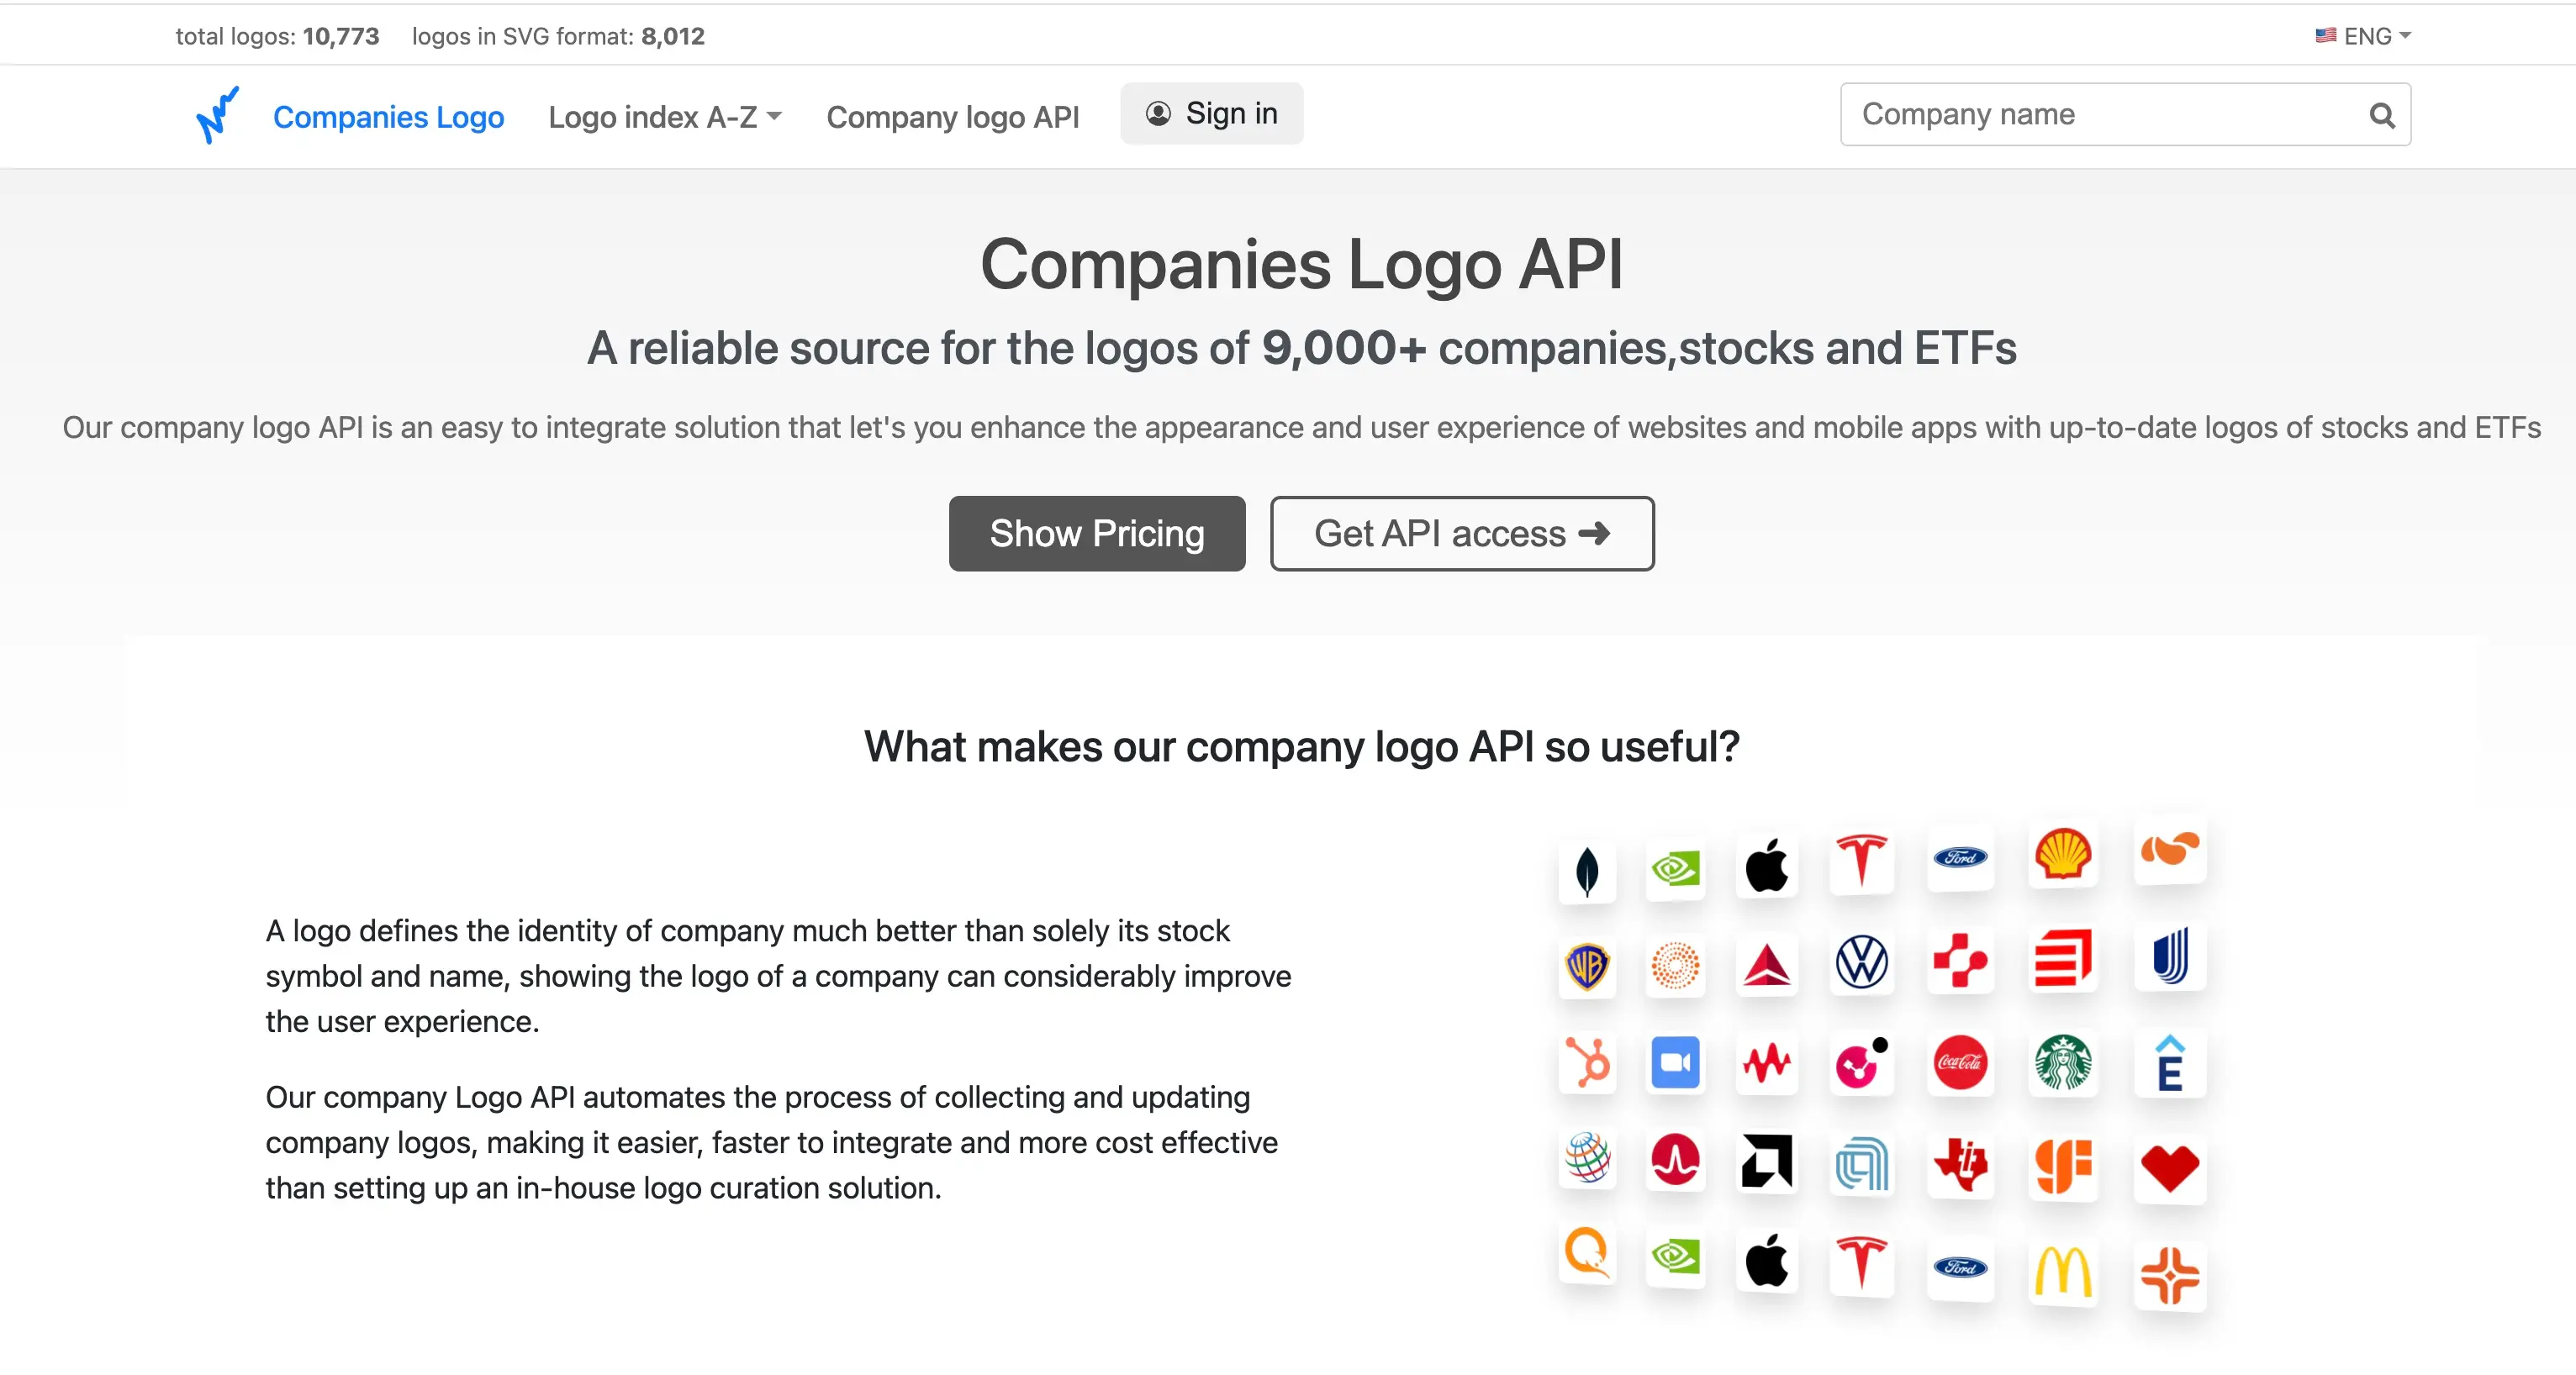 total logos: 10,773 logos in SVG format: 8,012 ENG
Companies Logo Logo index A-Z Company logo API Sign in Company name
Companies Logo API
A reliable source for the logos of 9,000+ companies,stocks and ETFs
Our company logo API is an easy to integrate solution that let's you enhance the appearance and user experience of websites and mobile apps with up-to-date logos of stocks and ETFs
Show Pricing Get API access →
What makes our company logo API so useful?
A logo defines the identity of company much better than solely its stock
symbol and name, showing the logo of a company can considerably improve
the user experience.
Our company Logo API automates the process of collecting and updating
company logos, making it easier, faster to integrate and more cost effective
than setting up an in-house logo curation solution.
Ford
WB
Coca-Cola
E
Ford